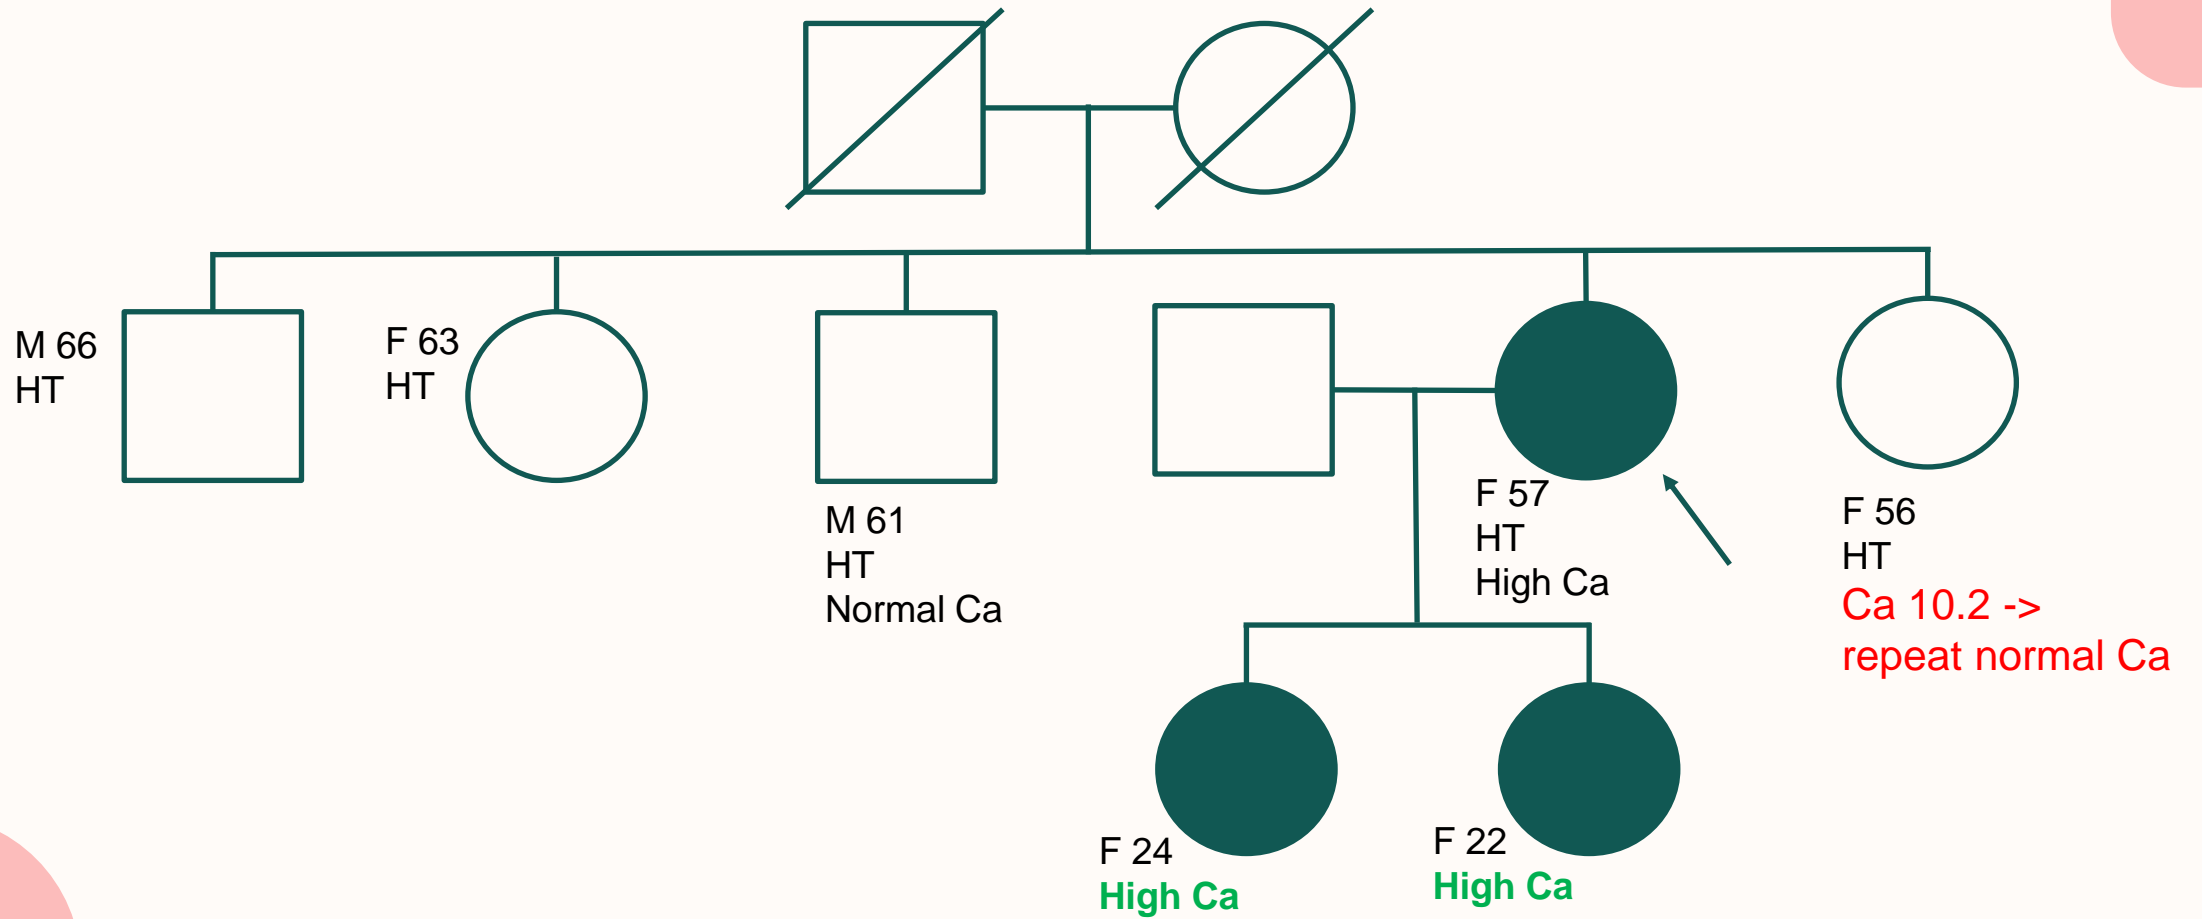 M 66
HT
F 63
HT
M 61
HT
Normal Ca
F 57
HT
High Ca
F 56
HT
Ca 10.2 ->
repeat normal Ca
F 24
High Ca
F 22
High Ca